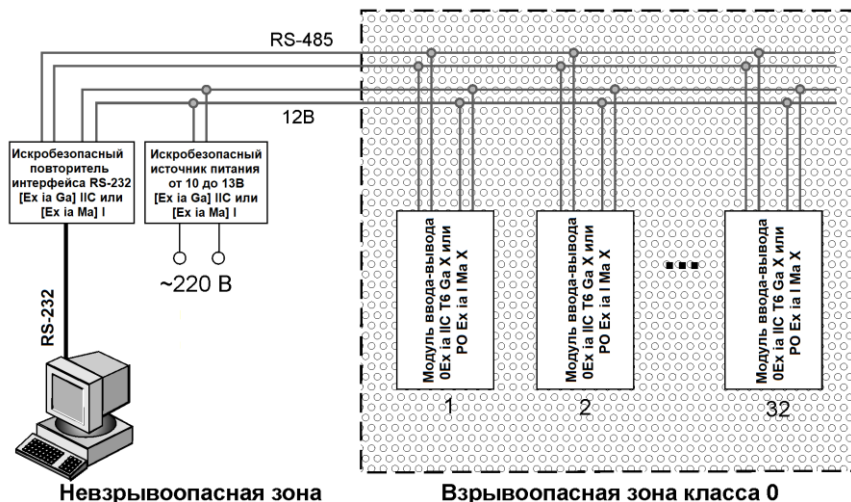 RS-485
12В
Искробезопасный
повторитель
интерфейса RS-232
[Ex ia Ga] IIC или
[Ex ia Ma] I
Искробезопасный
источник питания
от 10 до 13В
[Ex ia Ga] IIC или
[Ex ia Ma] I
~220 В
RS-232
Модуль ввода-вывода
0Ex ia IIC T6 Ga X или
РО Ex ia I Ma X
1
Модуль ввода-вывода
0Ex ia IIC T6 Ga X или
РО Ex ia I Ma X
2
Модуль ввода-вывода
0Ex ia IIC T6 Ga X или
РО Ex ia I Ma X
32
Невзрывоопасная зона
Взрывоопасная зона класса 0